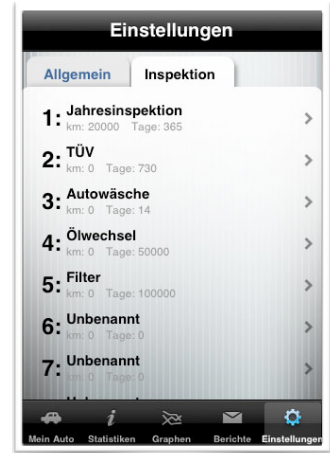 Einstellungen
Allgemein Inspektion
1: Jahresinspektion
km: 20000 Tage: 365
2: TÜV
km: 0 Tage: 730
3: Autowäsche
km: 0 Tage: 14
4: Ölwechsel
km: 0 Tage: 50000
5: Filter
km: 0 Tage: 100000
6: Unbenannt
km: 0 Tage: 0
7: Unbenannt
km: 0 Tage: 0
Mein Auto Statistiken Graphen Berichte Einstellungen